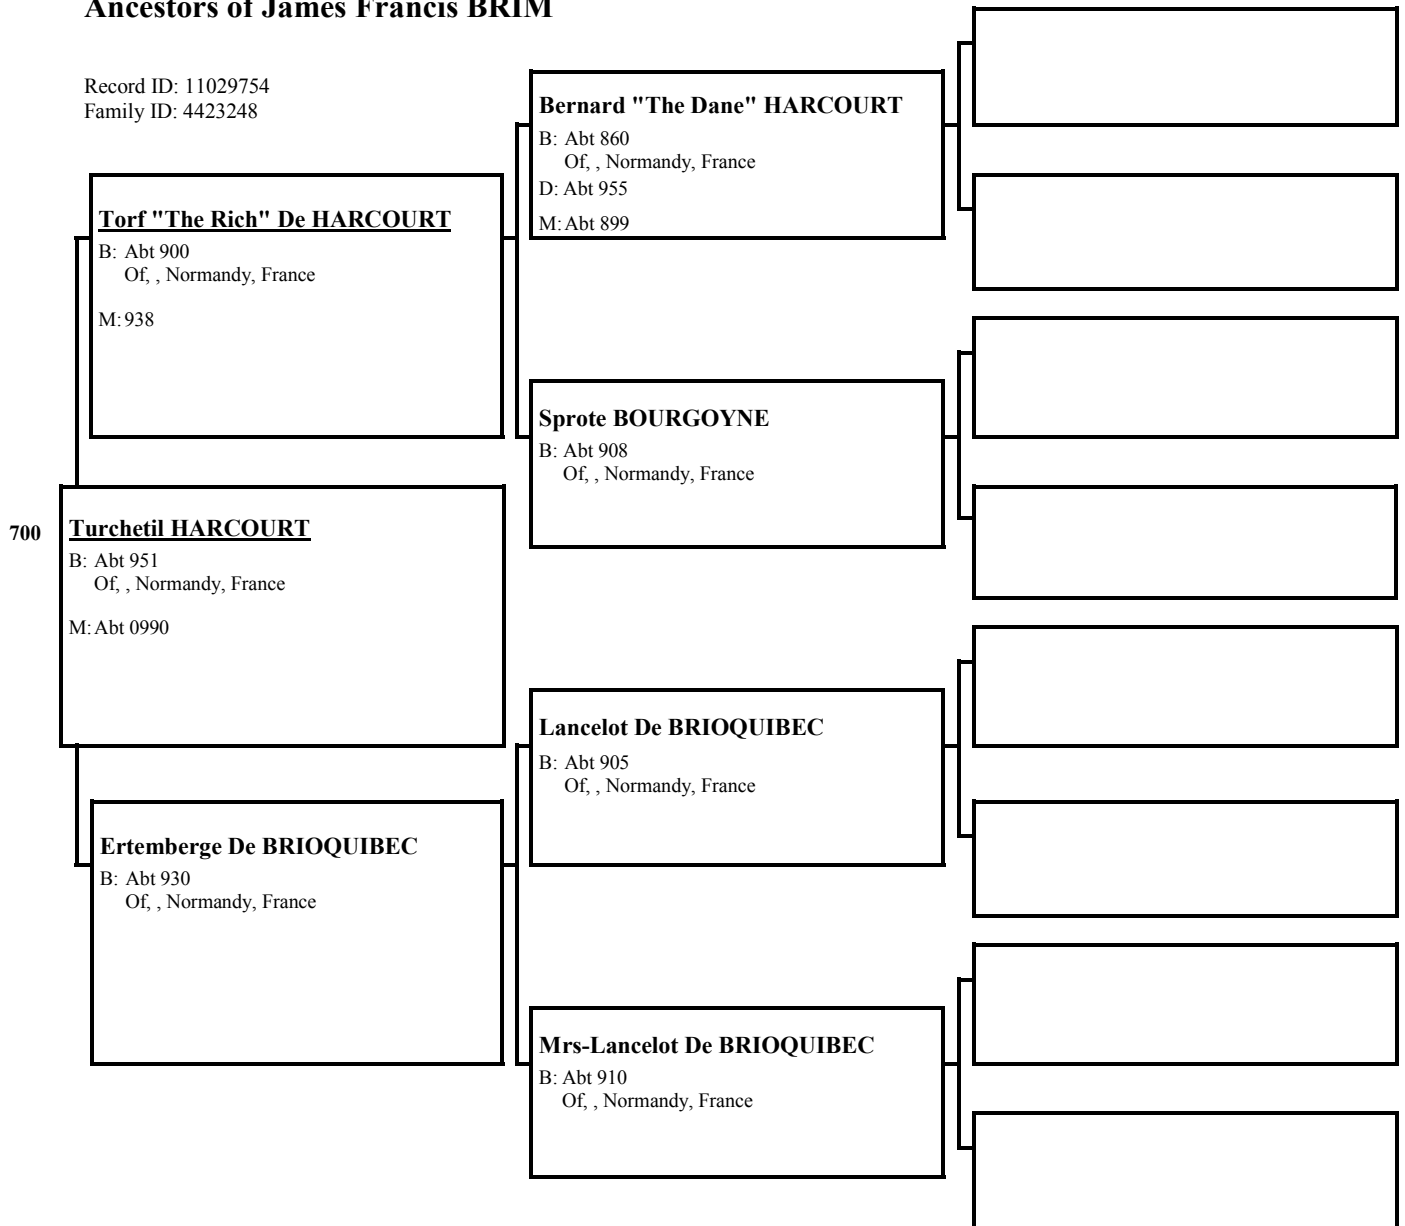 Ancestors of James Francis BRIM
Record ID: 11029754
Family ID: 4423248
Bernard "The Dane" HARCOURT
B: Abt 860
Of, , Normandy, France
D: Abt 955
M: Abt 899
Torf "The Rich" De HARCOURT
B: Abt 900
Of, , Normandy, France
M: 938
Sprote BOURGOYNE
B: Abt 908
Of, , Normandy, France
700
Turchetil HARCOURT
B: Abt 951
Of, , Normandy, France
M: Abt 0990
Lancelot De BRIOQUIBEC
B: Abt 905
Of, , Normandy, France
Ertemberge De BRIOQUIBEC
B: Abt 930
Of, , Normandy, France
Mrs-Lancelot De BRIOQUIBEC
B: Abt 910
Of, , Normandy, France